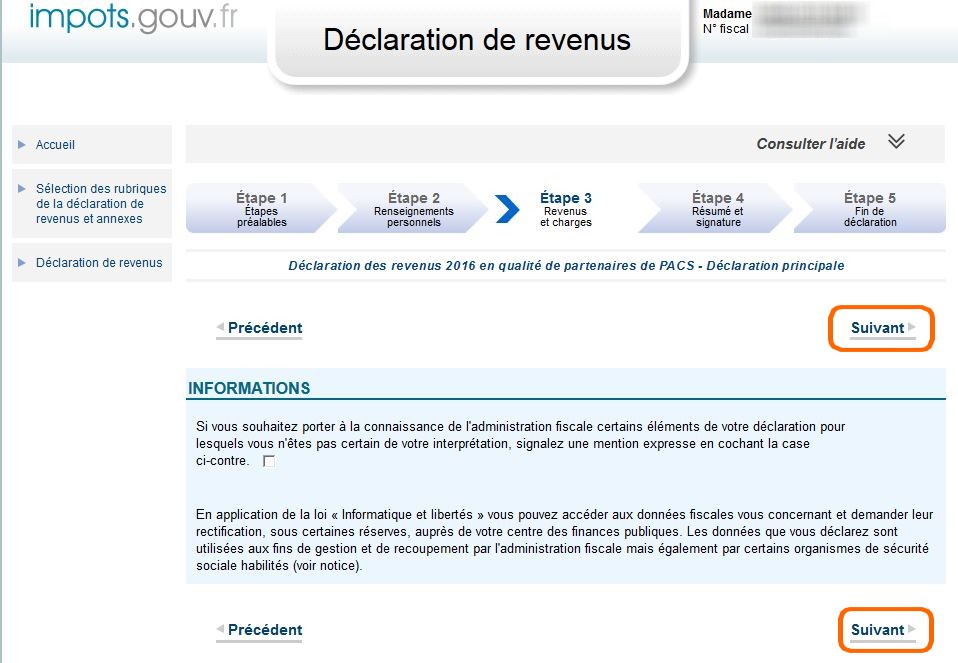 impots.gouv.fr
Déclaration de revenus
Madame
N° fiscal
Accueil
Sélection des rubriques
de la déclaration de
revenus et annexes
Déclaration de revenus
Consulter l'aide
Étape 1
Étapes
préalables
Étape 2
Renseignements
personnels
Étape 3
Revenus
et charges
Étape 4
Résumé et
signature
Étape 5
Fin de
déclaration
Déclaration des revenus 2016 en qualité de partenaires de PACS - Déclaration principale
Précédent
Suivant
INFORMATIONS
Si vous souhaitez porter à la connaissance de l'administration fiscale certains éléments de votre déclaration pour
lesquels vous n'êtes pas certain de votre interprétation, signalez une mention expresse en cochant la case
ci-contre.
En application de la loi « Informatique et libertés » vous pouvez accéder aux données fiscales vous concernant et demander leur
rectification, sous certaines réserves, auprès de votre centre des finances publiques. Les données que vous déclarez sont
utilisées aux fins de gestion et de recoupement par l'administration fiscale mais également par certains organismes de sécurité
sociale habilités (voir notice).
Précédent
Suivant